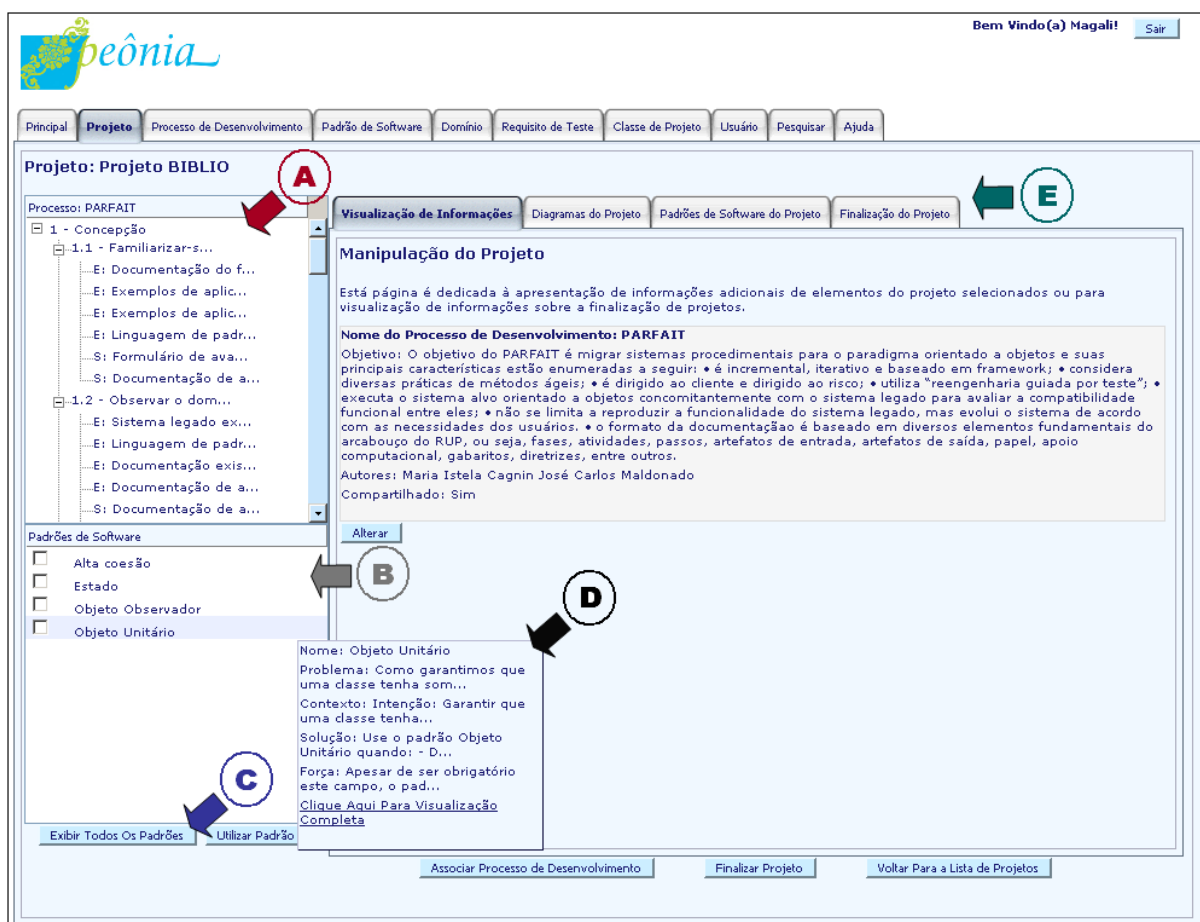 Bem Vindo(a) Magali!
Sair
peônia
Principal
Projeto
Processo de Desenvolvimento
Padrão de Software
Domínio
Requisito de Teste
Classe de Projeto
Usuário
Pesquisar
Ajuda
Projeto: Projeto BIBLIO
A
E
Processo: PARFAIT
1 - Concepção
1.1 - Familiarizar-s...
E: Documentação do f...
E: Exemplos de aplic...
E: Exemplos de aplic...
E: Linguagem de padr...
S: Formulário de ava...
S: Documentação de a...
1.2 - Observar o dom...
E: Sistema legado ex...
E: Linguagem de padr...
E: Documentação exis...
E: Documentação de a...
S: Documentação de a...
Visualização de Informações
Diagramas do Projeto
Padrões de Software do Projeto
Finalização do Projeto
Manipulação do Projeto
Está página é dedicada à apresentação de informações adicionais de elementos do projeto selecionados ou para
visualização de informações sobre a finalização de projetos.
Nome do Processo de Desenvolvimento: PARFAIT
Objetivo: O objetivo do PARFAIT é migrar sistemas procedimentais para o paradigma orientado a objetos e suas
principais características estão enumeradas a seguir: • é incremental, iterativo e baseado em framework; • considera
diversas práticas de métodos ágeis; • é dirigido ao cliente e dirigido ao risco; • utiliza “reengenharia guiada por teste”; •
executa o sistema alvo orientado a objetos concomitantemente com o sistema legado para avaliar a compatibilidade
funcional entre eles; • não se limita a reproduzir a funcionalidade do sistema legado, mas evolui o sistema de acordo
com as necessidades dos usuários. • o formato da documentaçãao é baseado em diversos elementos fundamentais do
arcabouço do RUP, ou seja, fases, atividades, passos, artefatos de entrada, artefatos de saída, papel, apoio
computacional, gabaritos, diretrizes, entre outros.
Autores: Maria Istela Cagnin José Carlos Maldonado
Compartilhado: Sim
Alterar
Padrões de Software
Alta coesão
Estado
Objeto Observador
Objeto Unitário
B
D
Nome: Objeto Unitário
Problema: Como garantimos que
uma classe tenha som...
Contexto: Intenção: Garantir que
uma classe tenha...
Solução: Use o padrão Objeto
Unitário quando: - D...
Força: Apesar de ser obrigatório
este campo, o pad...
Clique Aqui Para Visualização
Completa
C
Exibir Todos Os Padrões
Utilizar Padrão
Associar Processo de Desenvolvimento
Finalizar Projeto
Voltar Para a Lista de Projetos